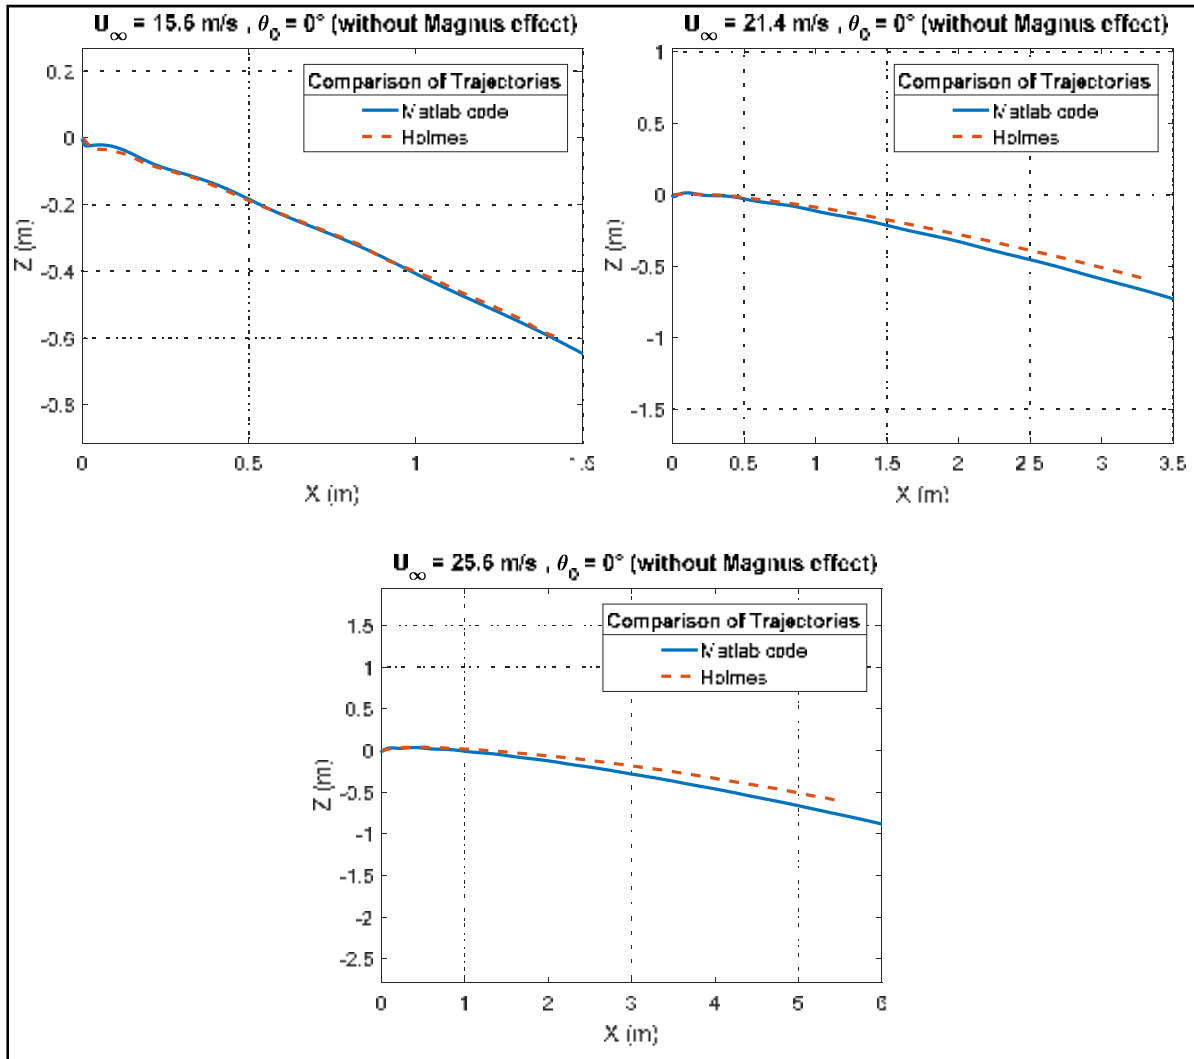 U∞ = 15.6 m/s , θ0 = 0° (without Magnus effect)
Comparison of Trajectories
Matlab code
Holmes
0.2
0
-0.2
-0.4
-0.6
-0.8
Z (m)
0
0.5
1
1.5
X (m)
U∞ = 21.4 m/s , θ0 = 0° (without Magnus effect)
Comparison of Trajectories
Matlab code
Holmes
1
0.5
0
-0.5
-1
-1.5
Z (m)
0
0.5
1
1.5
2
2.5
3
3.5
X (m)
U∞ = 25.6 m/s , θ0 = 0° (without Magnus effect)
Comparison of Trajectories
Matlab code
Holmes
1.5
1
0.5
0
-0.5
-1
-1.5
-2
-2.5
Z (m)
0
1
2
3
4
5
6
X (m)